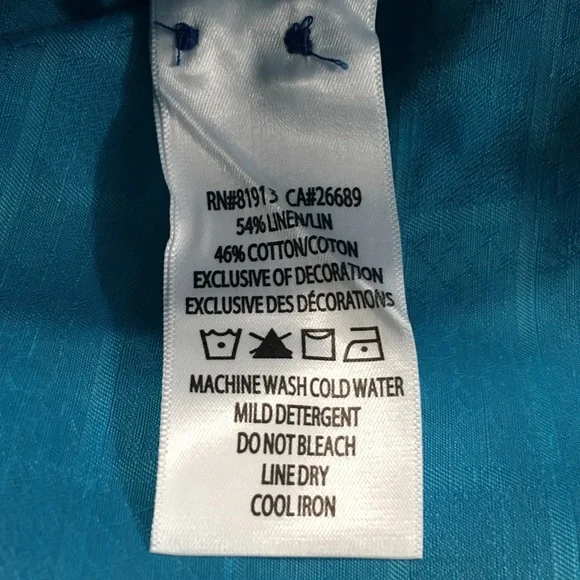 RN#81913 CA#26689
54% LINEN/LIN
46% COTTON/COTON
EXCLUSIVE OF DECORATION
EXCLUSIVE DES DÉCORATIONS
MACHINE WASH COLD WATER
MILD DETERGENT
DO NOT BLEACH
LINE DRY
COOL IRON